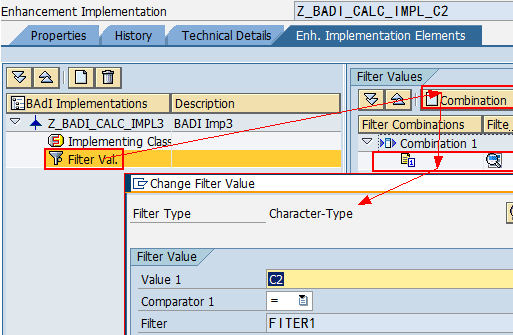 Enhancement Implementation Z_BADI_CALC_IMPL_C2
Properties History Technical Details Enh. Implementation Elements
Filter Values
Combination
BAdI Implementations Description
Filter Combinations Filte
Z_BADI_CALC_IMPL3 BADI Imp3
Combination 1
Implementing Class
Filter Val.
Change Filter Value
Filter Type Character-Type
Filter Value
Value 1 C2
Comparator 1 =
Filter FITER1